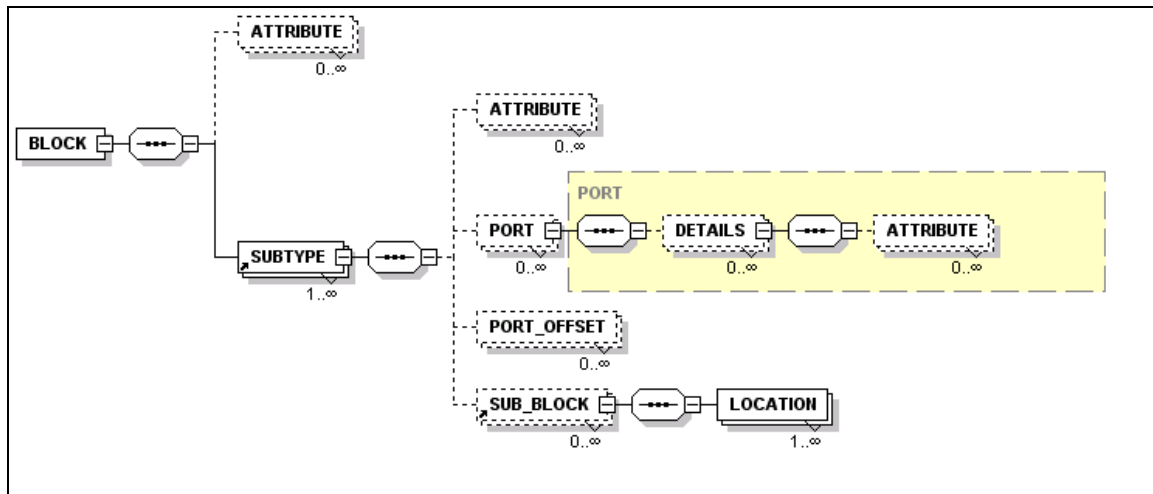 ATTRIBUTE
0..∞
BLOCK
SUBTYPE
1..∞
ATTRIBUTE
0..∞
PORT
PORT
0..∞
DETAILS
0..∞
ATTRIBUTE
0..∞
PORT_OFFSET
0..∞
SUB_BLOCK
0..∞
LOCATION
1..∞